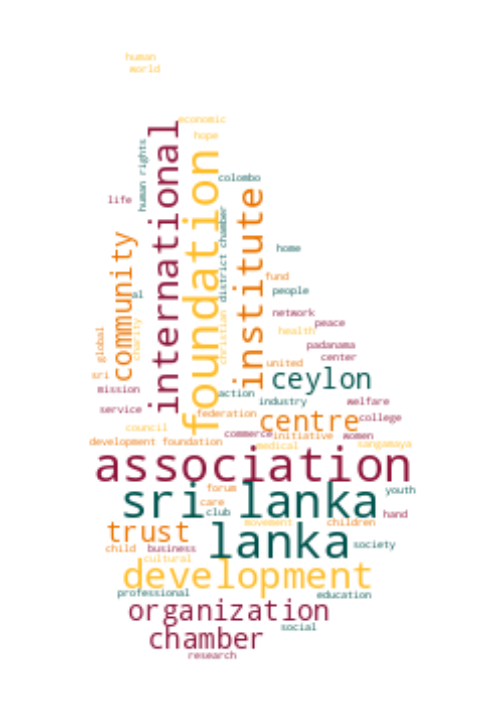 human
world
economic
international
hope
human rights
foundation
colombo
institute
life
district chamber
community
home
fund
al
people
network
christian
peace
charity
health
global
padanama
center
united
sri
ceylon
mission
action
industry
welfare
service
federation
centre
college
council
commerce
initiative
women
development foundation
medical
sangamaya
association
sri lanka
forum
youth
care
club
hand
movement
children
trust
lanka
child
business
society
cultural
development
professional
education
organization
social
chamber
research